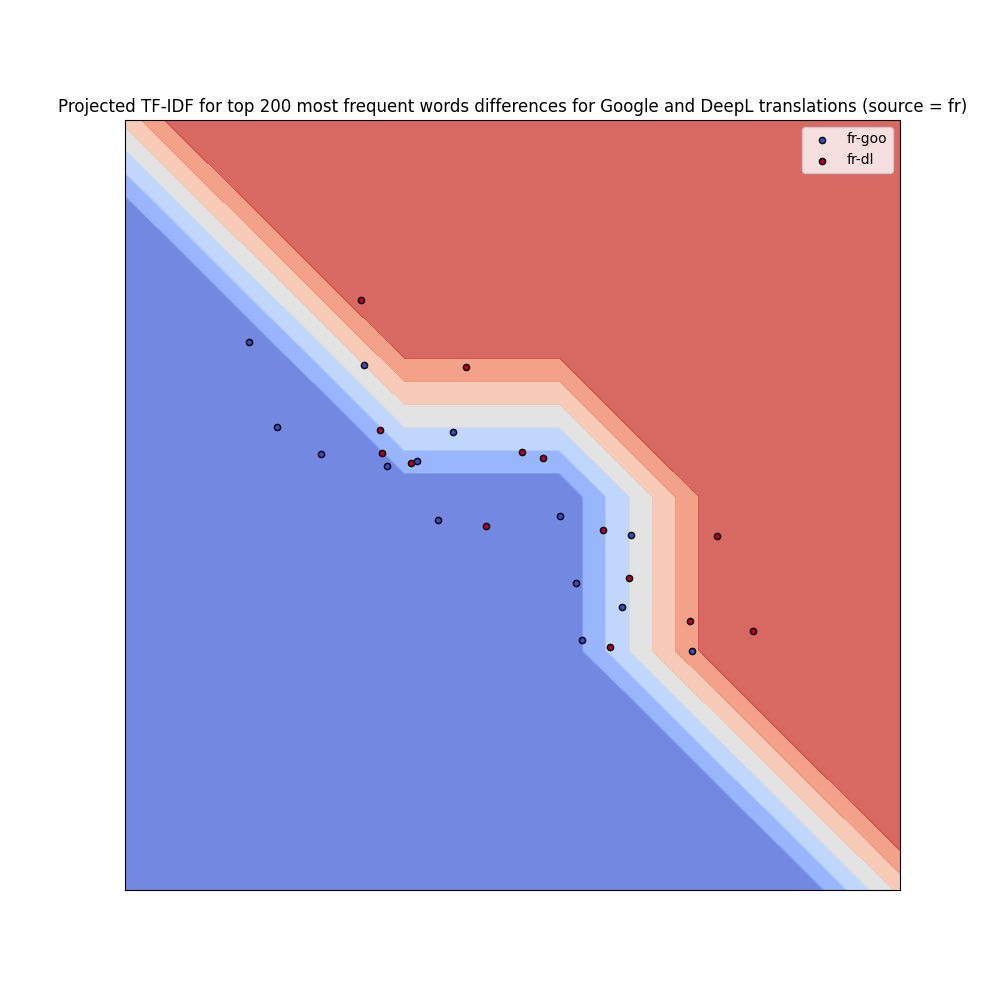 Projected TF-IDF for top 200 most frequent words differences for Google and DeepL translations (source = fr)
fr-goo
fr-dl